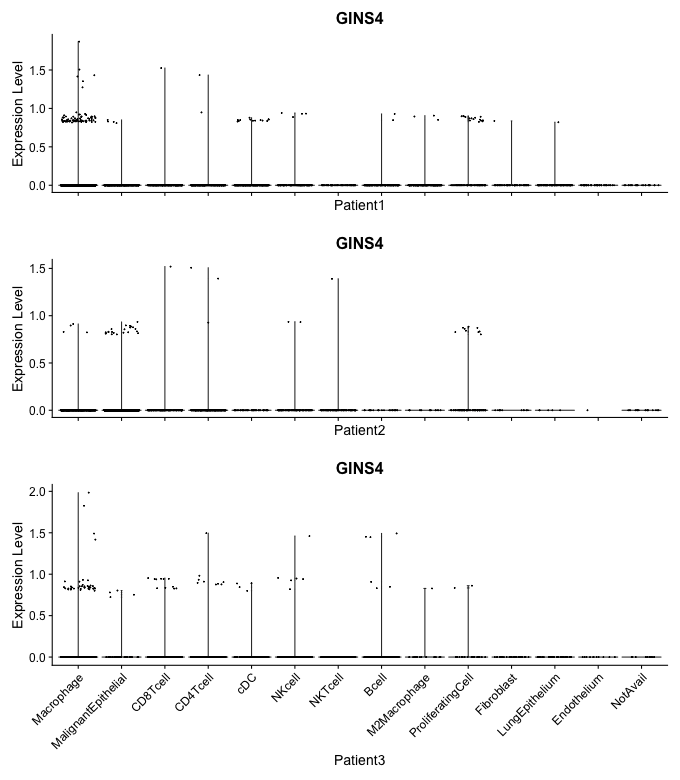 GINS4
Expression Level
1.5
1.0
0.5
0.0
Patient1
GINS4
Expression Level
1.5
1.0
0.5
0.0
Patient2
GINS4
Expression Level
2.0
1.5
1.0
0.5
0.0
Macrophage
MalignantEpithelial
CD8Tcell
CD4Tcell
cDC
NKcell
NKTcell
Bcell
M2Macrophage
ProliferatingCell
Fibroblast
LungEpithelium
Endothelium
NotAvail
Patient3